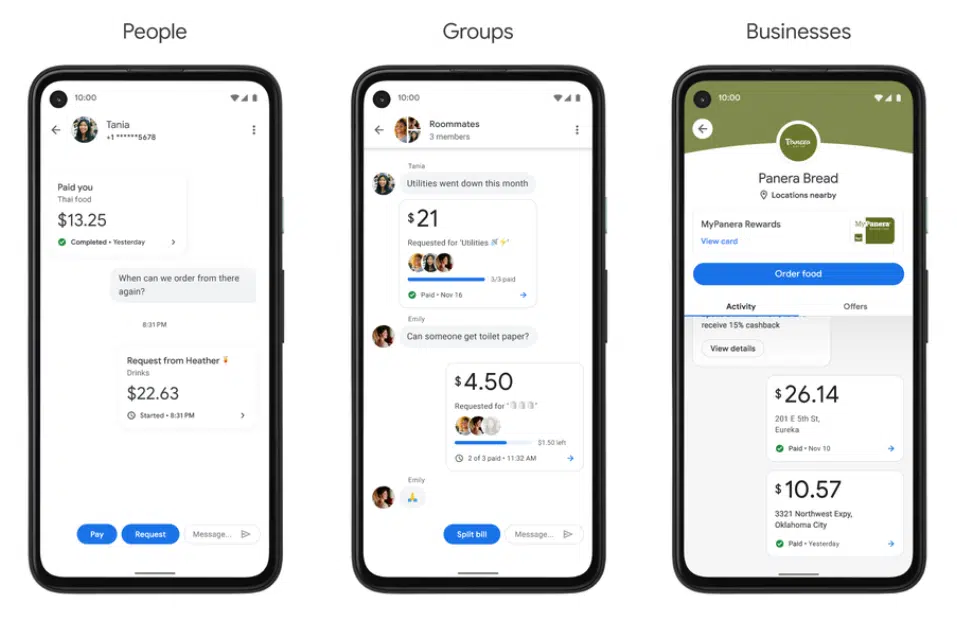 People
Groups
Businesses
10:00
Tania
+1 ******5678
Paid you
Thai food
$13.25
Completed • Yesterday
When can we order from there
again?
8:31 PM
Request from Heather
Drinks
$22.63
Started • 8:31 PM
Pay
Request
Message...
10:00
Roommates
3 members
Tania
Utilities went down this month
$21
Requested for 'Utilities
3/3 paid
Paid • Nov 16
Emily
Can someone get toilet paper?
$4.50
Requested for "🧻🧻🧻"
$1.50 left
2 of 3 paid • 11:32 AM
Emily
🙏
Split bill
Message...
10:00
Panera
Panera Bread
Locations nearby
MyPanera Rewards
View card
MyPanera
Order food
Activity
Offers
receive 15% cashback
View details
$26.14
201 E 5th St,
Eureka
Paid • Nov 10
$10.57
3321 Northwest Expy,
Oklahoma City
Paid • Yesterday